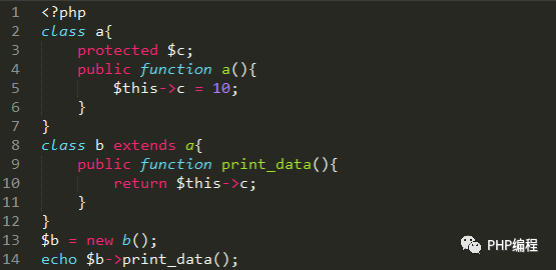 1 <?php
2 class a{
3     protected $c;
4     public function a(){
5         $this->c = 10;
6     }
7 }
8 class b extends a{
9     public function print_data(){
10         return $this->c;
11     }
12 }
13 $b = new b();
14 echo $b->print_data();
PHP编程